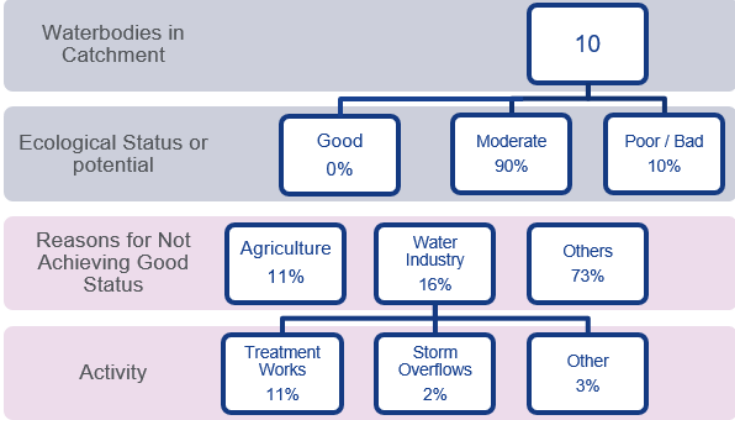 Waterbodies in
Catchment
10
Ecological Status or
potential
Good
0%
Moderate
90%
Poor / Bad
10%
Reasons for Not
Achieving Good
Status
Agriculture
11%
Water
Industry
16%
Others
73%
Activity
Treatment
Works
11%
Storm
Overflows
2%
Other
3%